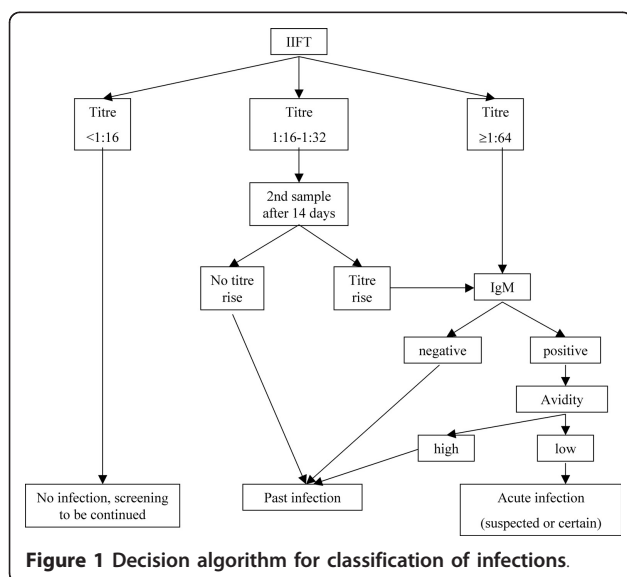 IIFT
Titre
<1:16
Titre
1:16-1:32
Titre
≥1:64
2nd sample
after 14 days
No titre
rise
Titre
rise
IgM
negative
positive
Avidity
high
low
No infection, screening
to be continued
Past infection
Acute infection
(suspected or certain)
Figure 1 Decision algorithm for classification of infections.